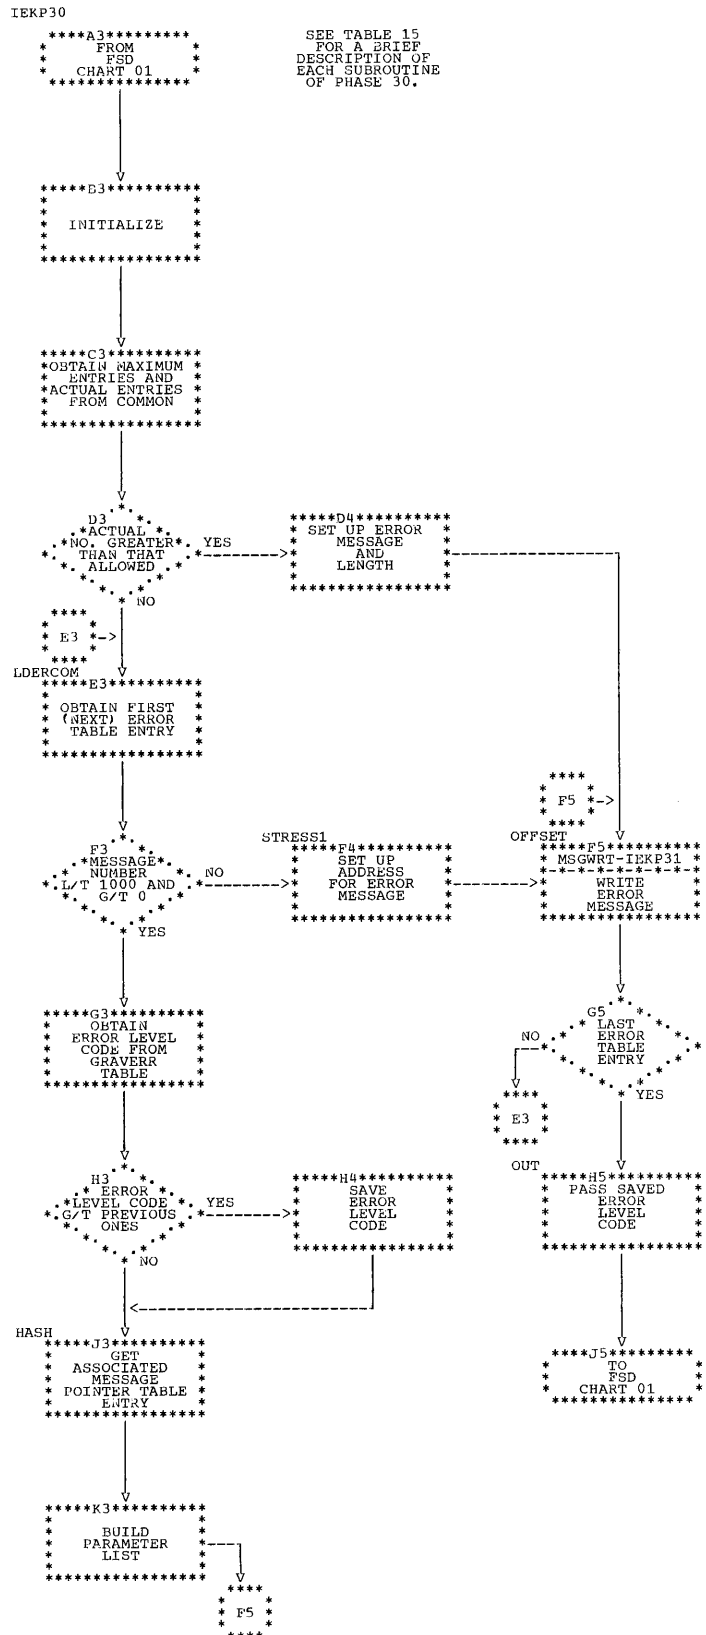 IEKP30
A3
FROM
FSD
CHART 01
SEE TABLE 15
FOR A BRIEF
DESCRIPTION OF
EACH SUBROUTINE
OF PHASE 30.
B3
INITIALIZE
C3
OBTAIN MAXIMUM
ENTRIES AND
ACTUAL ENTRIES
FROM COMMON
D3
ACTUAL
NO. GREATER
THAN THAT
ALLOWED
YES
NO
D4
SET UP ERROR
MESSAGE
AND
LENGTH
E3
LDERCOM
E3
OBTAIN FIRST
(NEXT) ERROR
TABLE ENTRY
F3
MESSAGE
NUMBER
L/T 1000 AND
G/T 0
NO
YES
STRESS1
F4
SET UP
ADDRESS
FOR ERROR
MESSAGE
F5
OFFSET
F5
MSGWRT-IEKP31
WRITE
ERROR
MESSAGE
G3
OBTAIN
ERROR LEVEL
CODE FROM
GRAVERR
TABLE
G5
LAST
ERROR
TABLE
ENTRY
NO
YES
E3
H3
ERROR
LEVEL CODE
G/T PREVIOUS
ONES
YES
NO
H4
SAVE
ERROR
LEVEL
CODE
OUT
H5
PASS SAVED
ERROR
LEVEL
CODE
HASH
J3
GET
ASSOCIATED
MESSAGE
POINTER TABLE
ENTRY
J5
TO
FSD
CHART 01
K3
BUILD
PARAMETER
LIST
F5